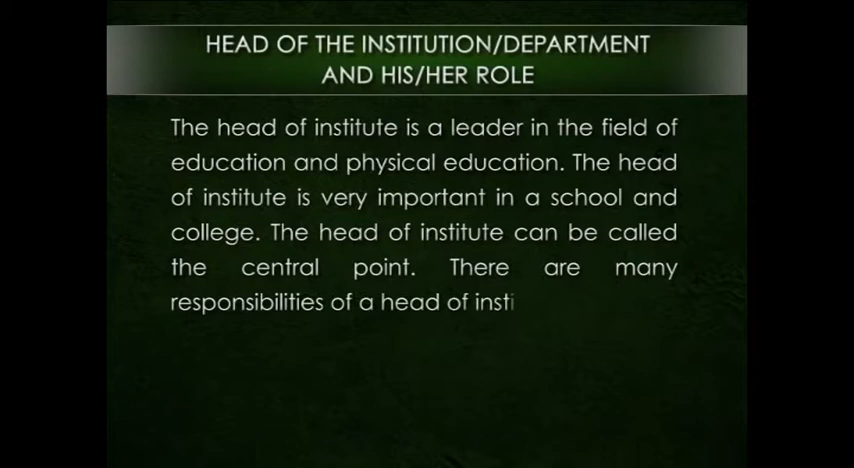 HEAD OF THE INSTITUTION/DEPARTMENT
AND HIS/HER ROLE
The head of institute is a leader in the field of
education and physical education. The head
of institute is very important in a school and
college. The head of institute can be called
the central point. There are many
responsibilities of a head of insti